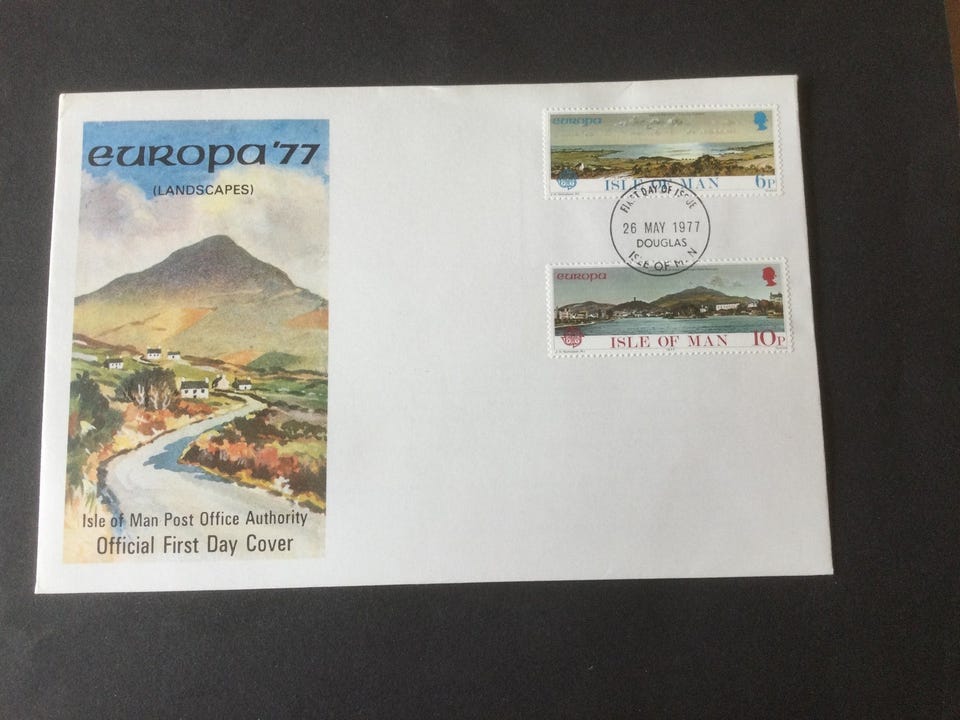 europa '77
(LANDSCAPES)
Isle of Man Post Office Authority
Official First Day Cover
europa
ISLE OF MAN 6P
FIRST DAY OF ISSUE
26 MAY 1977
DOUGLAS
ISLE OF MAN
europa
ISLE OF MAN 10P